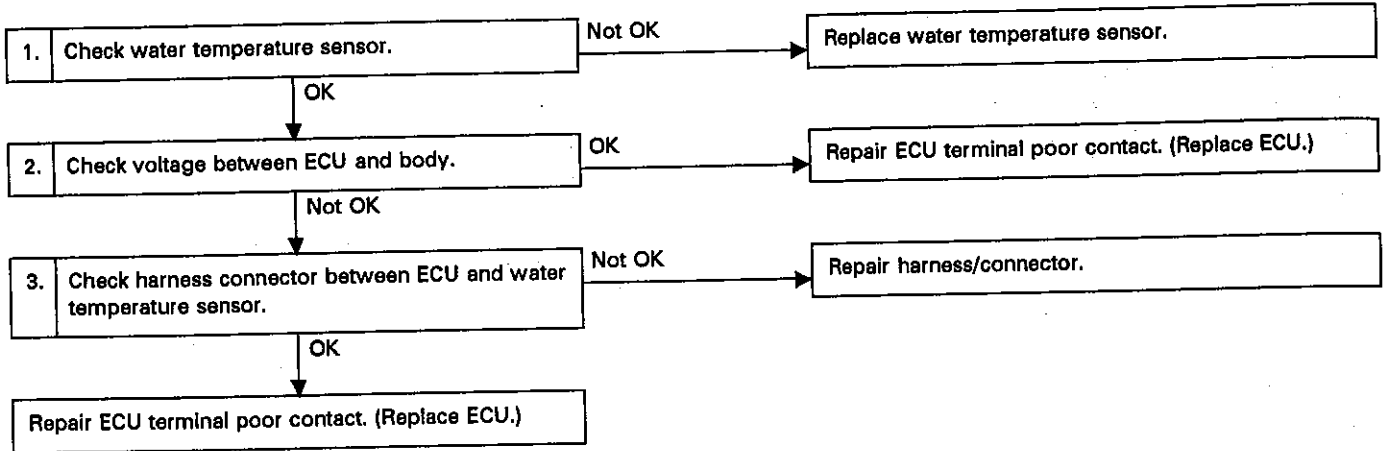 1. Check water temperature sensor.
Not OK
Replace water temperature sensor.
OK
2. Check voltage between ECU and body.
OK
Repair ECU terminal poor contact. (Replace ECU.)
Not OK
3. Check harness connector between ECU and water
temperature sensor.
Not OK
Repair harness/connector.
OK
Repair ECU terminal poor contact. (Replace ECU.)